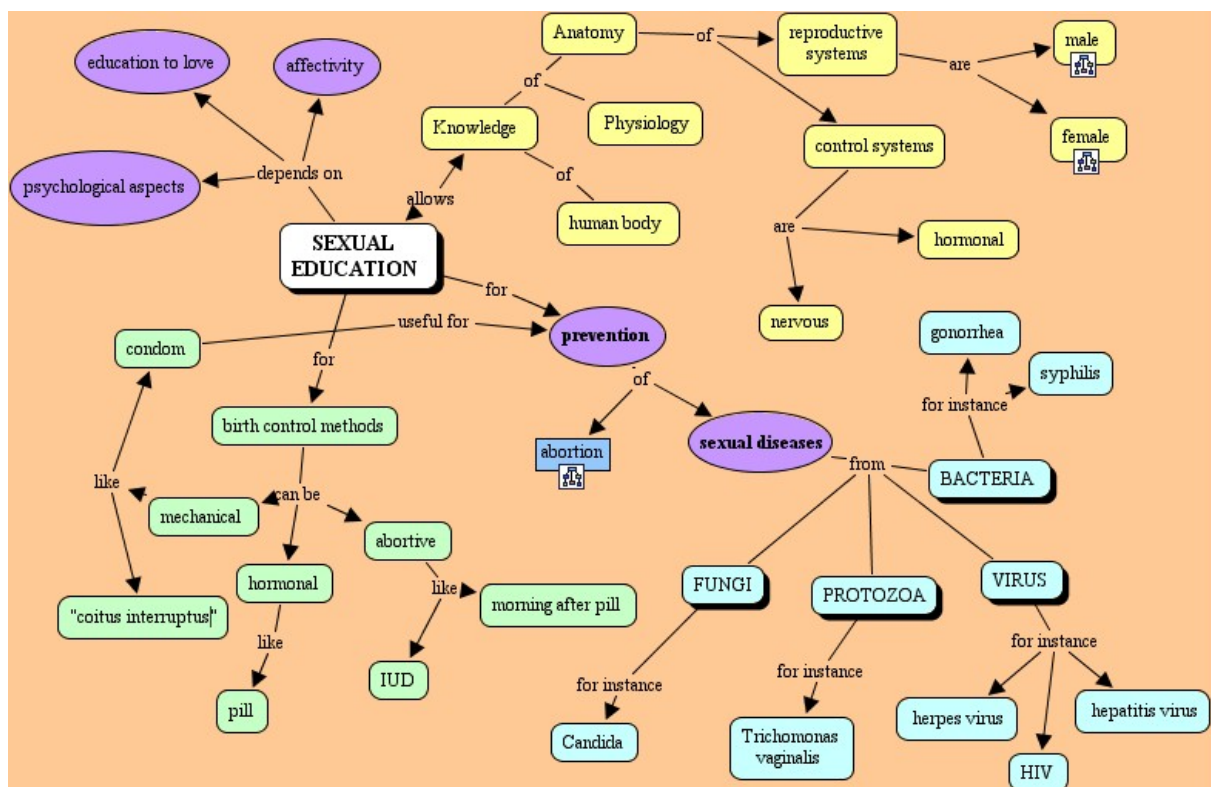 Anatomy
of
reproductive
systems
male
are
female
education to love
affectivity
of
Knowledge
Physiology
control systems
psychological aspects
depends on
allows
of
human body
are
hormonal
nervous
SEXUAL
EDUCATION
for
useful for
prevention
condom
for
of
gonorrhea
syphilis
for instance
birth control methods
abortion
sexual diseases
from
BACTERIA
like
mechanical
can be
abortive
hormonal
like
morning after pill
"coitus interruptus"
like
IUD
pill
FUNGI
PROTOZOA
VIRUS
for instance
for instance
for instance
Candida
Trichomonas
vaginalis
herpes virus
hepatitis virus
HIV